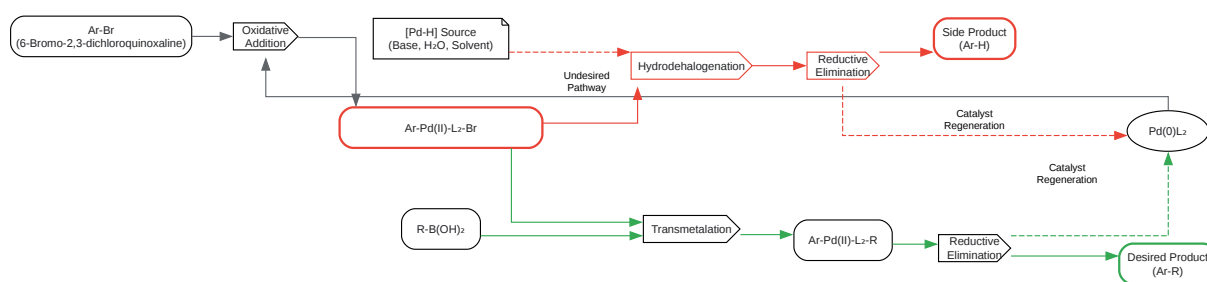 Ar-Br
(6-Bromo-2,3-dichloroquinoxaline)
Oxidative
Addition
[Pd-H] Source
(Base, H₂O, Solvent)
Side Product
(Ar-H)
Hydrodehalogenation
Reductive
Elimination
Undesired
Pathway
Ar-Pd(II)-L₂-Br
Catalyst
Regeneration
Pd(0)L₂
Catalyst
Regeneration
R-B(OH)₂
Transmetalation
Ar-Pd(II)-L₂-R
Reductive
Elimination
Desired Product
(Ar-R)